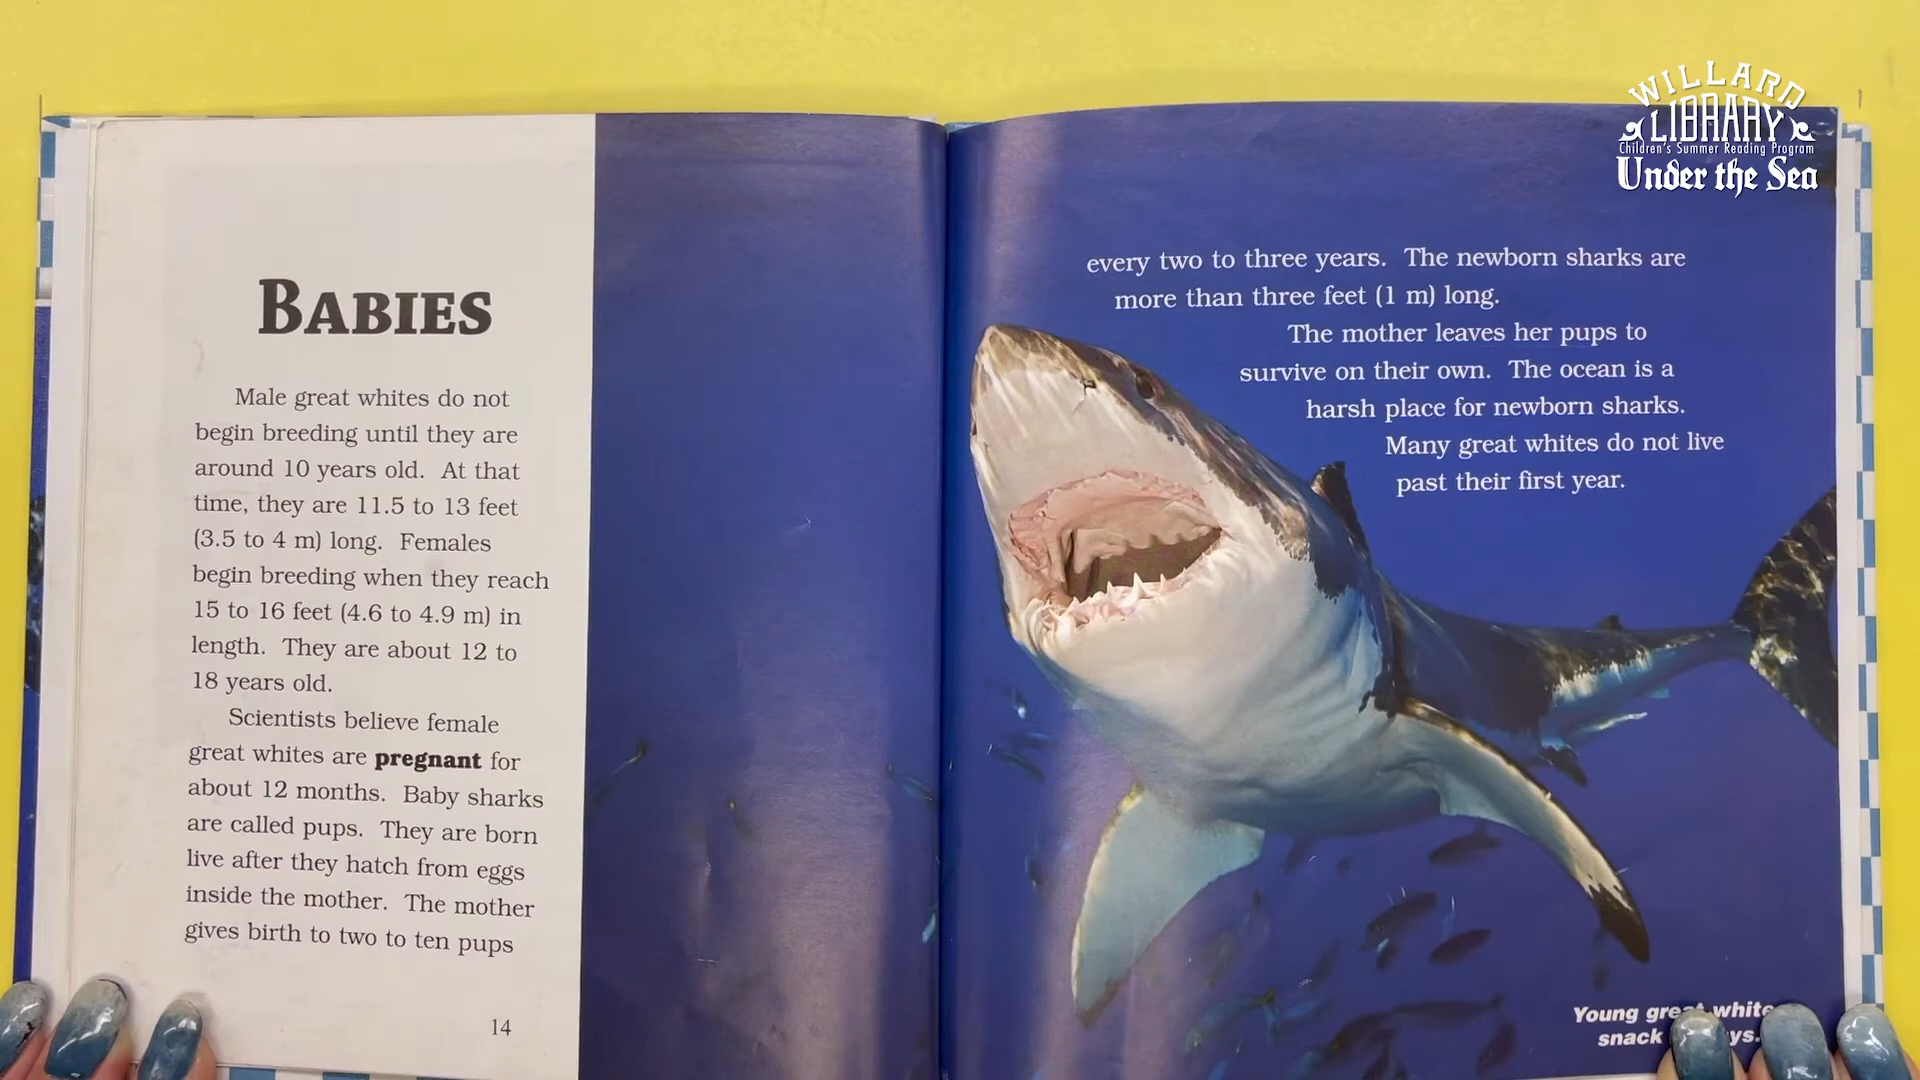 WILLARD
LIBRARY
Children's Summer Reading Program
Under the Sea
BABIES
Male great whites do not
begin breeding until they are
around 10 years old. At that
time, they are 11.5 to 13 feet
(3.5 to 4 m) long. Females
begin breeding when they reach
15 to 16 feet (4.6 to 4.9 m) in
length. They are about 12 to
18 years old.
Scientists believe female
great whites are pregnant for
about 12 months. Baby sharks
are called pups. They are born
live after they hatch from eggs
inside the mother. The mother
gives birth to two to ten pups
14
every two to three years. The newborn sharks are
more than three feet (1 m) long.
The mother leaves her pups to
survive on their own. The ocean is a
harsh place for newborn sharks.
Many great whites do not live
past their first year.
Young great white
snack